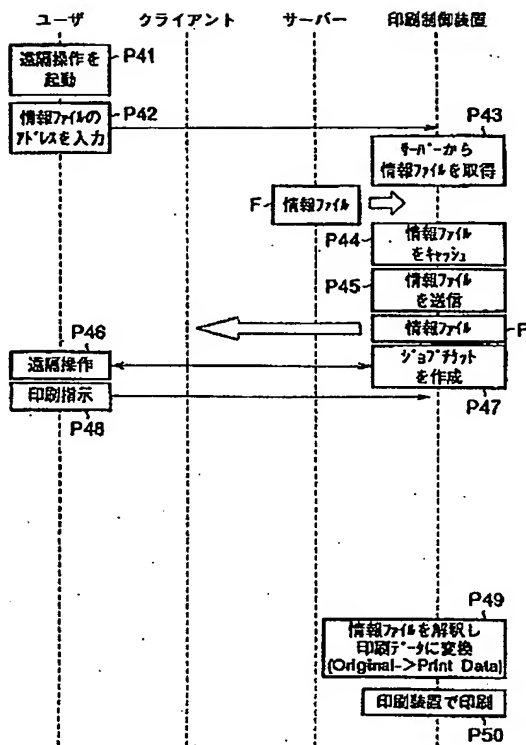 ユーザ
クライアント
サーバー
印刷制御装置
遠隔操作を
起動
P41
情報ファイルの
アドレスを入力
P42
P43
サーバーから
情報ファイルを取得
F
情報ファイル
P44
情報ファイル
をキャッシュ
P45
情報ファイル
を送信
情報ファイル
F
P46
遠隔操作
ジョブチケット
を作成
P47
印刷指示
P48
P49
情報ファイルを解釈し
印刷データに変換
(Original->Print Data)
印刷装置で印刷
P50